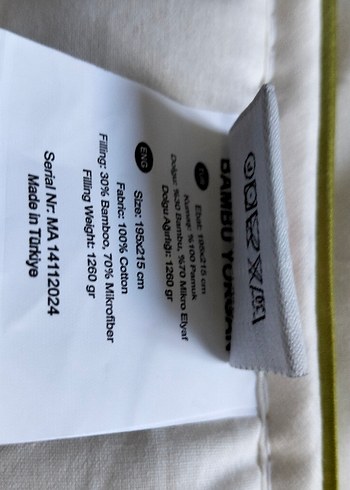 BAMBU YORGAN
TUR
Ebat: 195x215 cm
Kumaş: %100 Pamuk
Dolgu: %30 Bambu, %70 Mikro Elyaf
Dolgu Ağırlığı: 1260 gr
ENG
Size: 195x215 cm
Fabric: 100% Cotton
Filling: 30% Bamboo, 70% Mikrofiber
Filling Weight: 1260 gr
Serial Nr: MA 14112024
Made in Türkiye